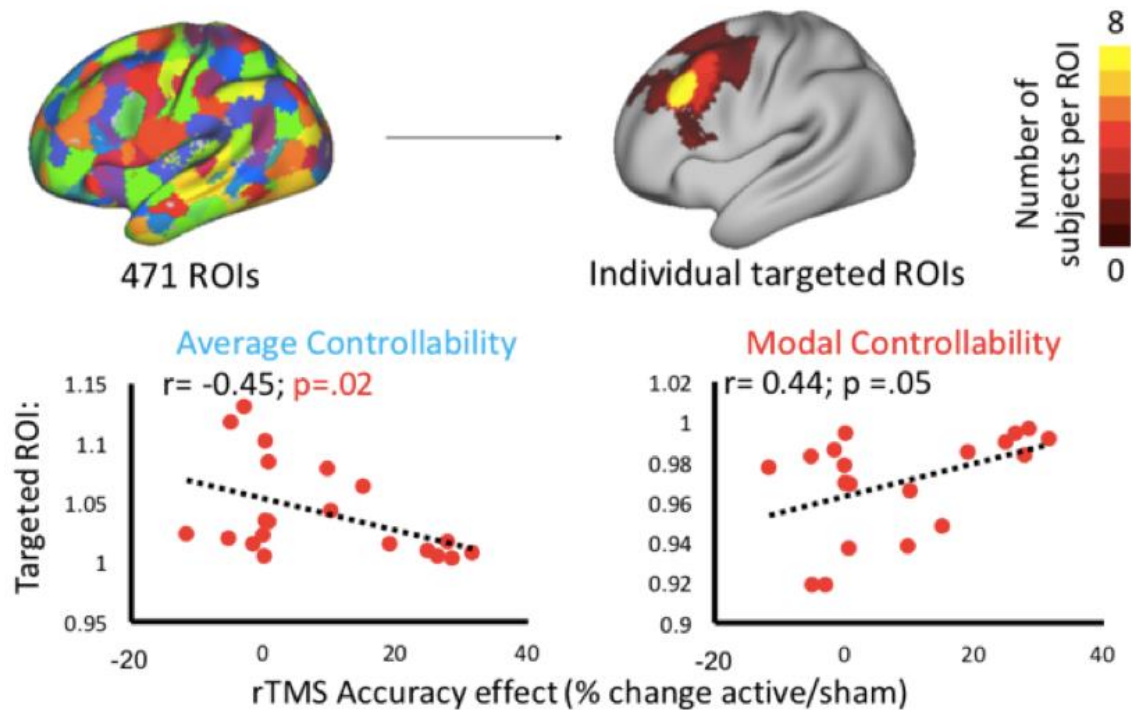 8
Number of
subjects per ROI
0
471 ROIs
Individual targeted ROIs
Average Controllability
r= -0.45; p=.02
Targeted ROI:
1.15
1.1
1.05
1
0.95
-20
0
20
40
Modal Controllability
r= 0.44; p =.05
1.02
1
0.98
0.96
0.94
0.92
0.9
-20
0
20
40
rTMS Accuracy effect (% change active/sham)